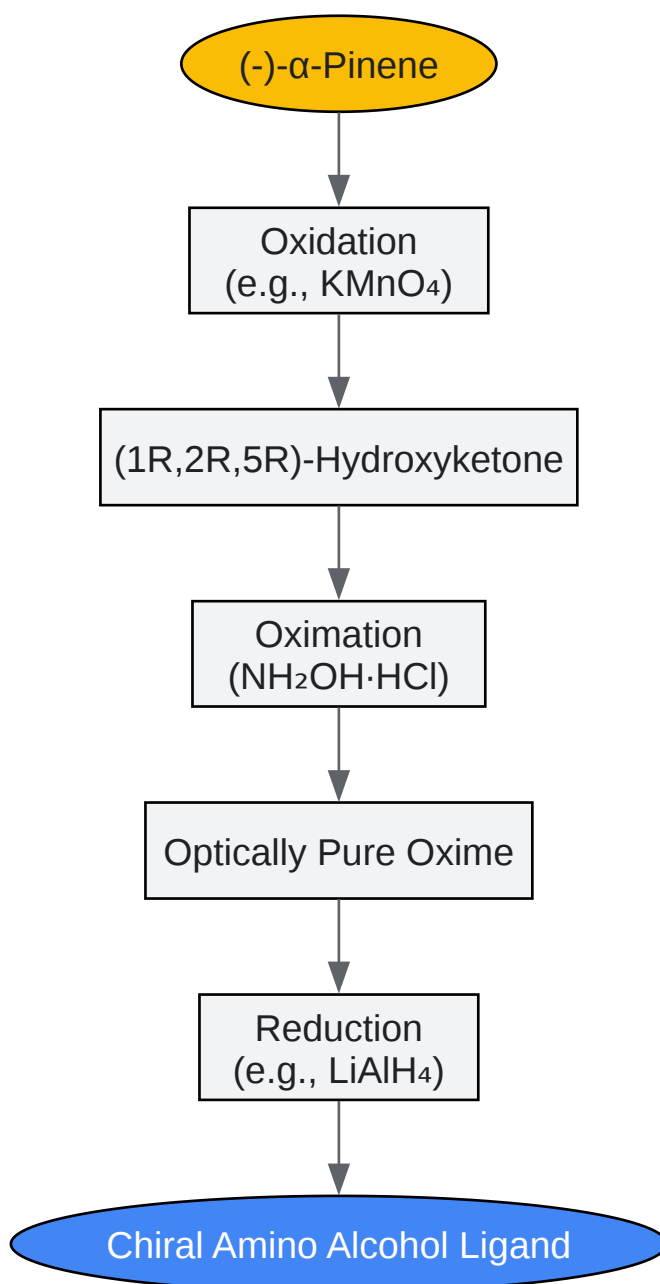 (-)-α-Pinene
Oxidation
(e.g., KMnO₄)
(1R,2R,5R)-Hydroxyketone
Oximation
(NH₂OH·HCl)
Optically Pure Oxime
Reduction
(e.g., LiAlH₄)
Chiral Amino Alcohol Ligand